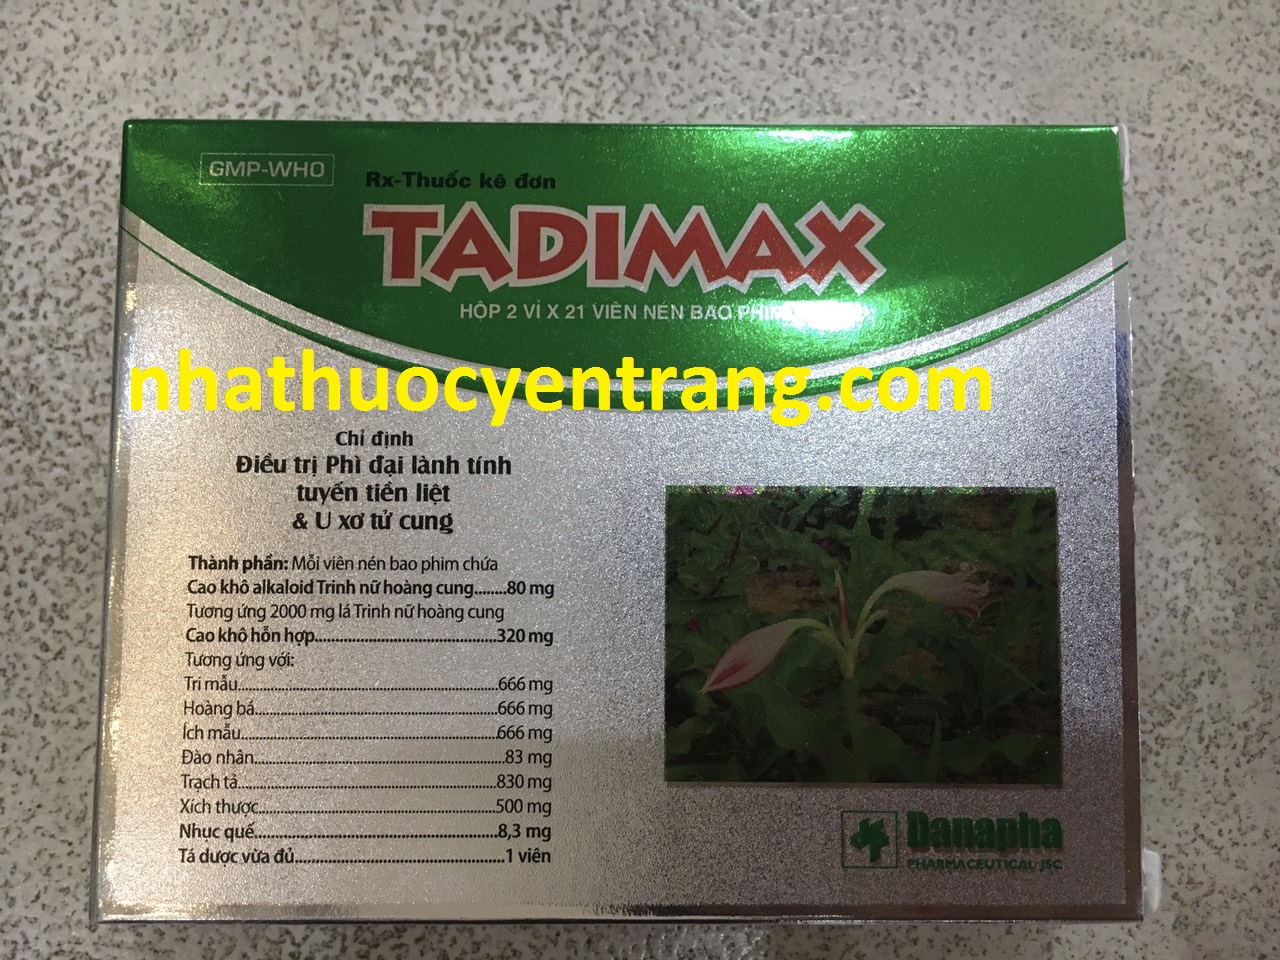 GMP-WHO
Rx-Thuốc kê đơn
TADIMAX
HỘP 2 VỈ X 21 VIÊN NÉN BAO PHIM
nhathuocyentrang.com
Chỉ định
Điều trị Phì đại lành tính
tuyến tiền liệt
& U xơ tử cung
Thành phần: Mỗi viên nén bao phim chứa
Cao khô alkaloid Trinh nữ hoàng cung........80 mg
Tương ứng 2000 mg lá Trinh nữ hoàng cung
Cao khô hỗn hợp............................................320 mg
Tương ứng với:
Tri mẫu................................................................666 mg
Hoàng bá............................................................666 mg
Ích mẫu...............................................................666 mg
Đào nhân..............................................................83 mg
Trạch tả................................................................830 mg
Xích thược...........................................................500 mg
Nhục quế............................................................8,3 mg
Tá dược vừa đủ...................................................1 viên
Danapha
PHARMACEUTICAL JSC